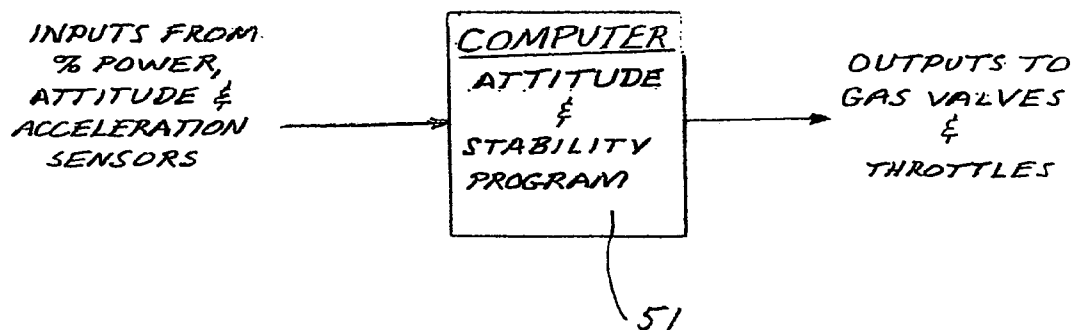 INPUTS FROM
% POWER,
ATTITUDE &
ACCELERATION
SENSORS
COMPUTER
ATTITUDE
&
STABILITY
PROGRAM
OUTPUTS TO
GAS VALVES
&
THROTTLES
51